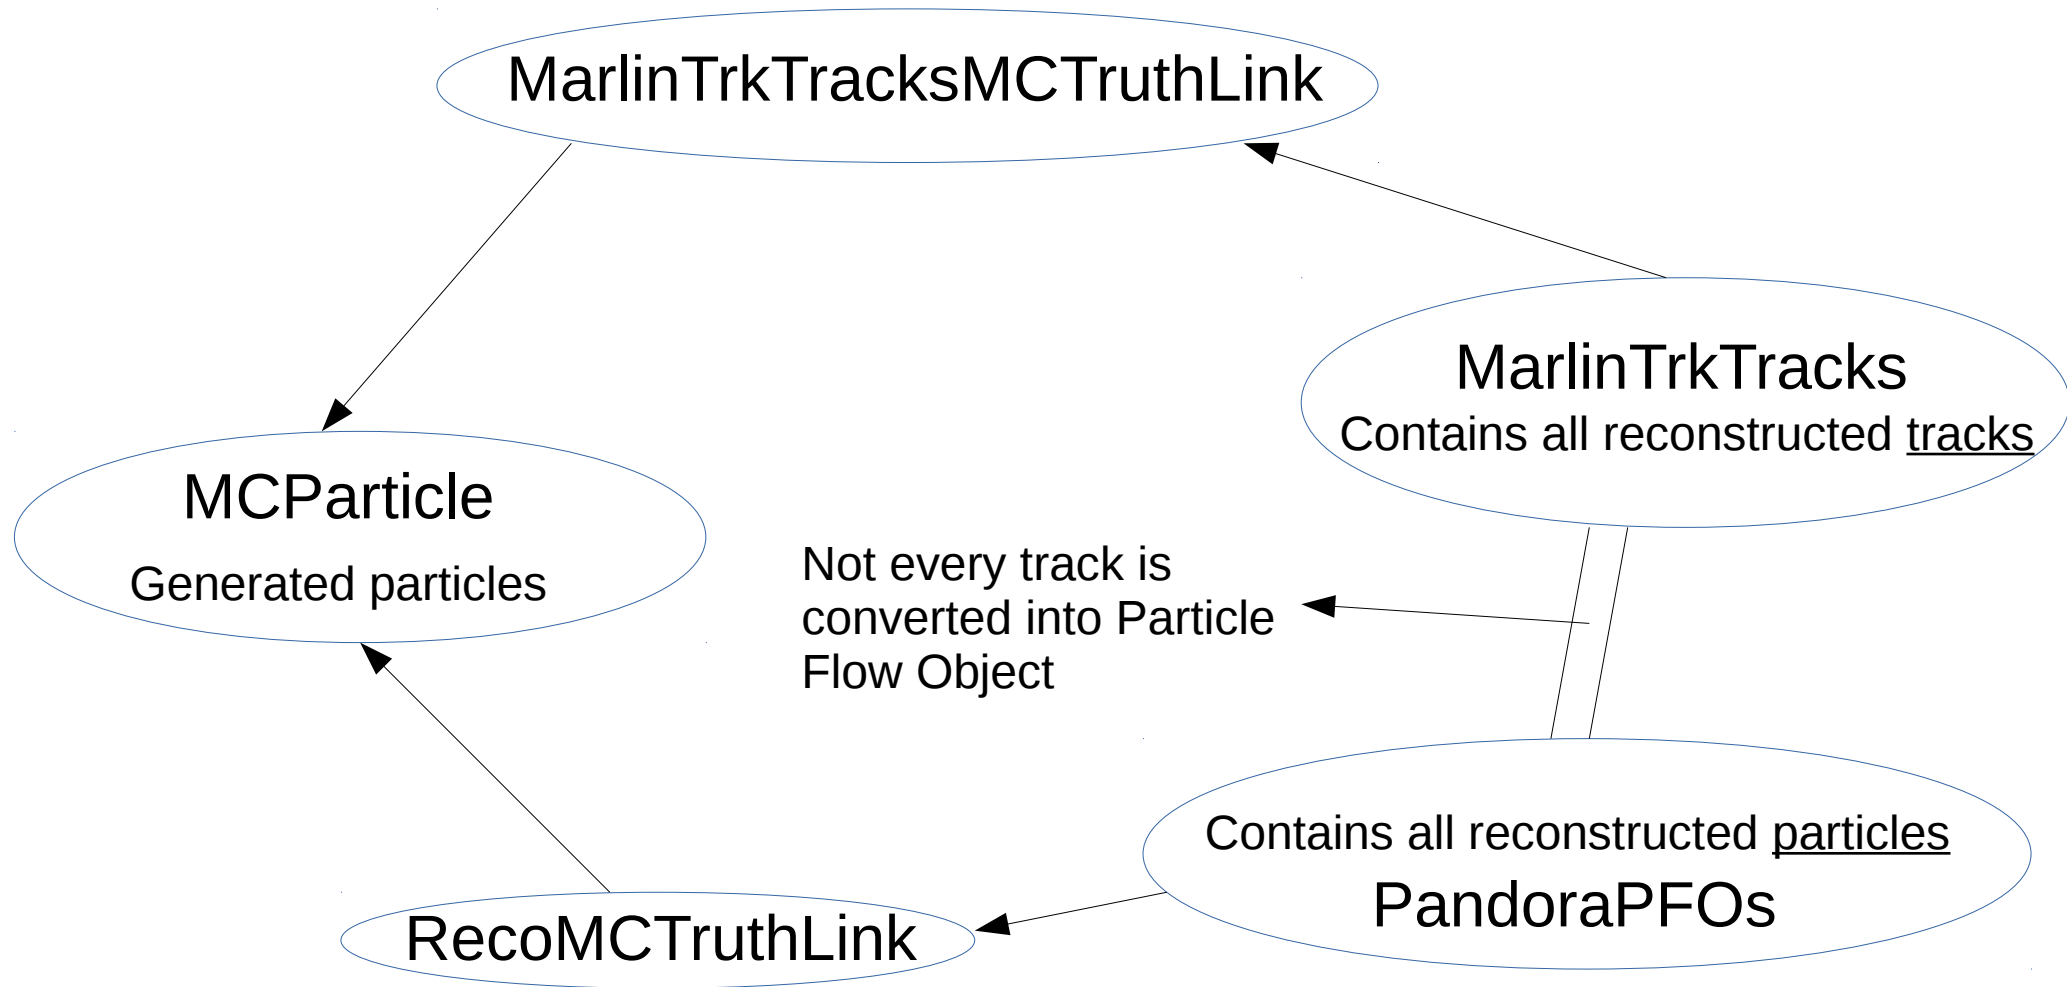 MarlinTrkTracksMCTruthLink
MarlinTrkTracks
Contains all reconstructed tracks
MCParticle
Generated particles
Not every track is
converted into Particle
Flow Object
Contains all reconstructed particles
PandoraPFOs
RecoMCTruthLink